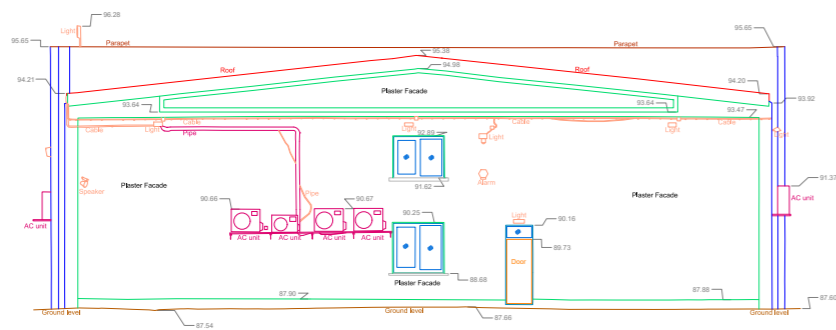 96.28
Light
95.65
Parapet
Parapet
95.65
95.38
Roof
94.98
Roof
94.21
94.20
Plaster Facade
93.64
93.64
93.47
93.92
Cable
Light
Cable
Pipe
Light
92.89
Light
Cable
Light
Cable
Light
Speaker
Plaster Facade
Pipe
91.62
Alarm
Plaster Facade
91.37
90.66
90.67
AC unit
AC unit
AC unit
AC unit
AC unit
AC unit
90.25
Light
90.16
89.73
Door
88.68
Plaster Facade
87.90
87.88
87.60
Ground level
87.54
Ground level
87.66
Ground level